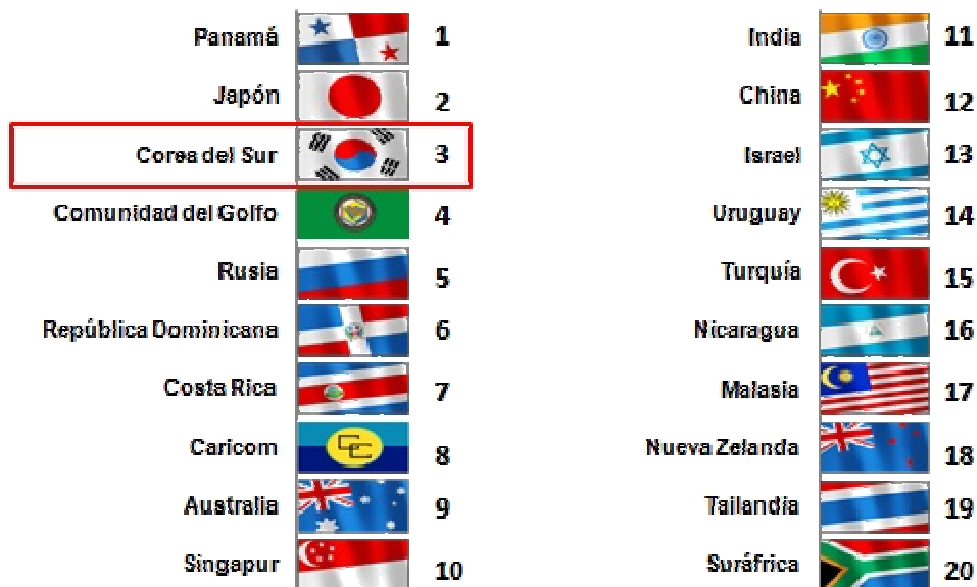 Panamá 1
Japón 2
Corea del Sur 3
Comunidad del Golfo 4
Rusia 5
República Dominicana 6
Costa Rica 7
Caricom 8
Australia 9
Singapur 10
India 11
China 12
Israel 13
Uruguay 14
Turquía 15
Nicaragua 16
Malasia 17
Nueva Zelanda 18
Tailandia 19
Suráfrica 20